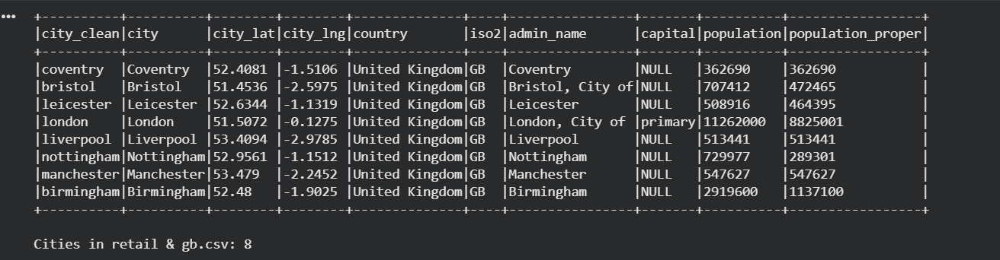 •••
+----------+----------+--------+--------+--------------+----+----------------+-------+----------+-----------------+
|city_clean|city      |city_lat|city_lng|country       |iso2|admin_name      |capital|population|population_proper|
+----------+----------+--------+--------+--------------+----+----------------+-------+----------+-----------------+
|coventry  |Coventry  |52.4081 |-1.5106 |United Kingdom|GB  |Coventry        |NULL   |362690    |362690           |
|bristol   |Bristol   |51.4536 |-2.5975 |United Kingdom|GB  |Bristol, City of|NULL   |707412    |472465           |
|leicester |Leicester |52.6344 |-1.1319 |United Kingdom|GB  |Leicester       |NULL   |508916    |464395           |
|london    |London    |51.5072 |-0.1275 |United Kingdom|GB  |London, City of |primary|11262000  |8825001          |
|liverpool |Liverpool |53.4094 |-2.9785 |United Kingdom|GB  |Liverpool       |NULL   |513441    |513441           |
|nottingham|Nottingham|52.9561 |-1.1512 |United Kingdom|GB  |Nottingham      |NULL   |729977    |289301           |
|manchester|Manchester|53.479  |-2.2452 |United Kingdom|GB  |Manchester      |NULL   |547627    |547627           |
|birmingham|Birmingham|52.48   |-1.9025 |United Kingdom|GB  |Birmingham      |NULL   |2919600   |1137100          |
+----------+----------+--------+--------+--------------+----+----------------+-------+----------+-----------------+
Cities in retail & gb.csv: 8